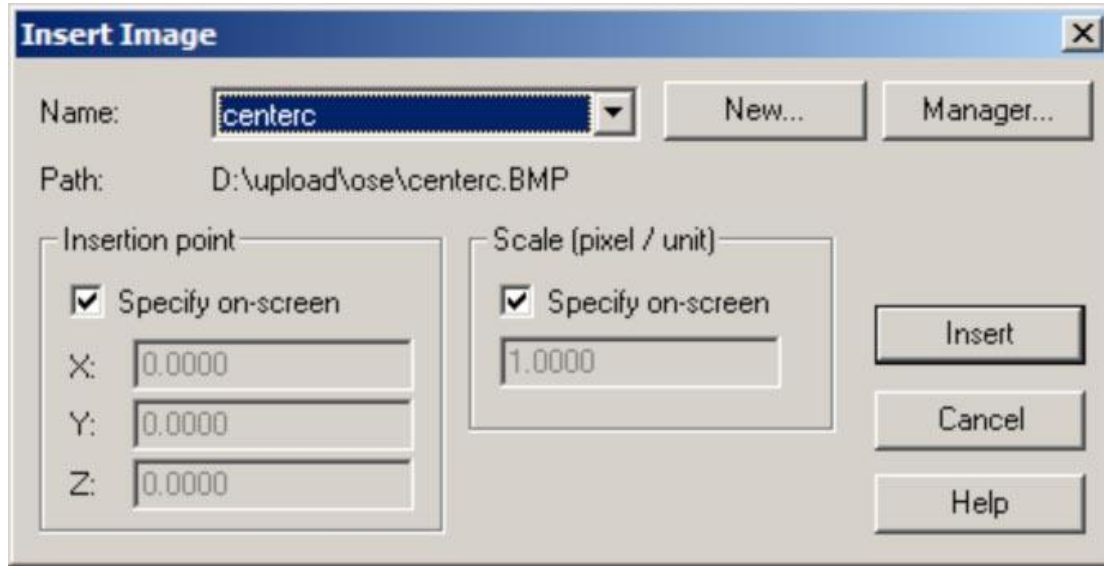 Insert Image
Name: centerc New... Manager...
Path: D:\upload\ose\centerc.BMP
Insertion point Scale (pixel / unit)
Specify on-screen Specify on-screen
X: 0.0000 1.0000
Y: 0.0000
Z: 0.0000
Insert
Cancel
Help